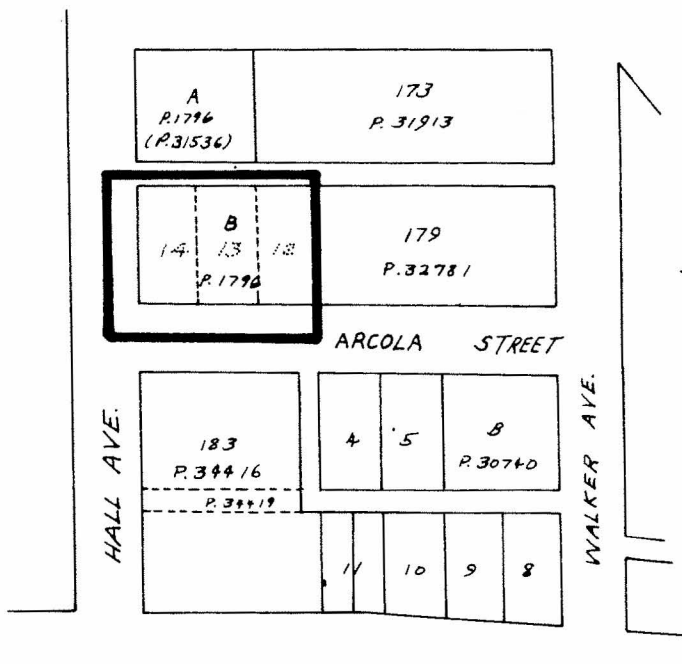 A
P.1796
(P.31536)
173
P. 31913
B
14 13 12
P. 1796
179
P. 32781
ARCOLA STREET
HALL AVE.
183
P. 34416
P. 34419
4
5
B
P. 30740
WALKER AVE.
11
10
9
8